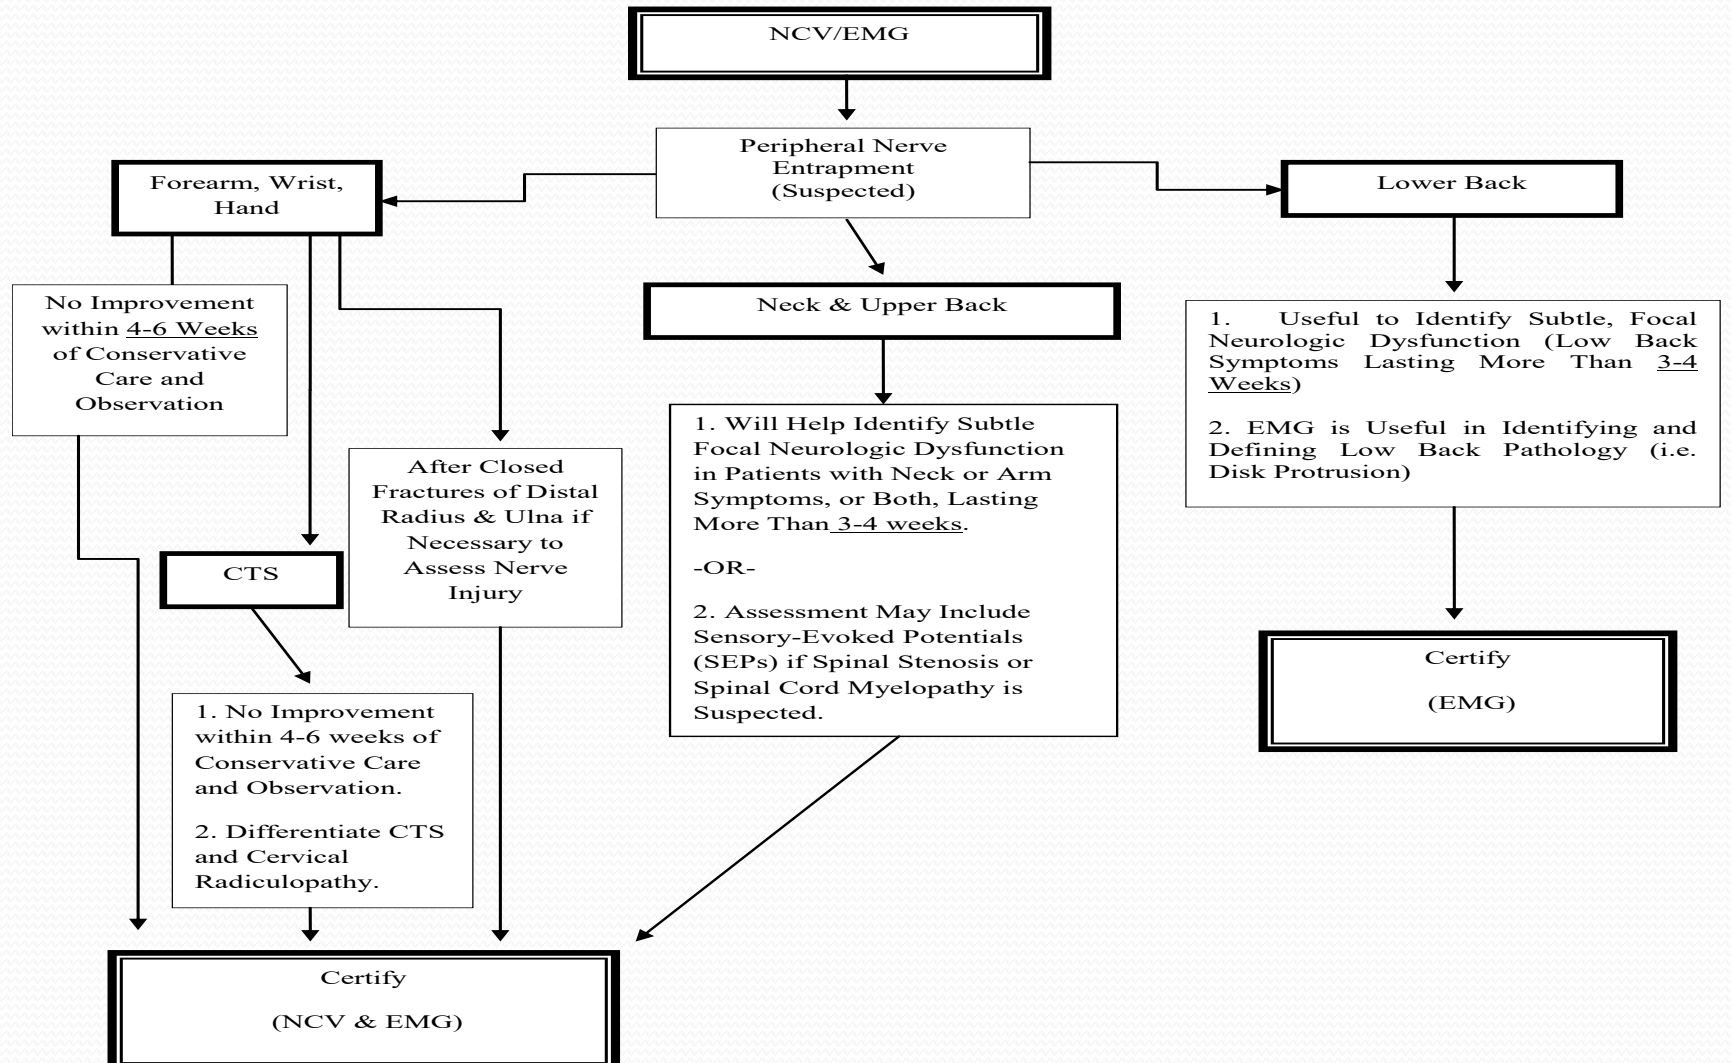 NCV/EMG
Peripheral Nerve
Entrapment
(Suspected)
Forearm, Wrist,
Hand
Lower Back
No Improvement
within 4-6 Weeks
of Conservative
Care and
Observation
Neck & Upper Back
1. Useful to Identify Subtle, Focal
Neurologic Dysfunction (Low Back
Symptoms Lasting More Than 3-4
Weeks)
2. EMG is Useful in Identifying and
Defining Low Back Pathology (i.e.
Disk Protrusion)
After Closed
Fractures of Distal
Radius & Ulna if
Necessary to
Assess Nerve
Injury
1. Will Help Identify Subtle
Focal Neurologic Dysfunction
in Patients with Neck or Arm
Symptoms, or Both, Lasting
More Than 3-4 weeks.
-OR-
2. Assessment May Include
Sensory-Evoked Potentials
(SEPs) if Spinal Stenosis or
Spinal Cord Myelopathy is
Suspected.
CTS
Certify
(EMG)
1. No Improvement
within 4-6 weeks of
Conservative Care
and Observation.
2. Differentiate CTS
and Cervical
Radiculopathy.
Certify
(NCV & EMG)